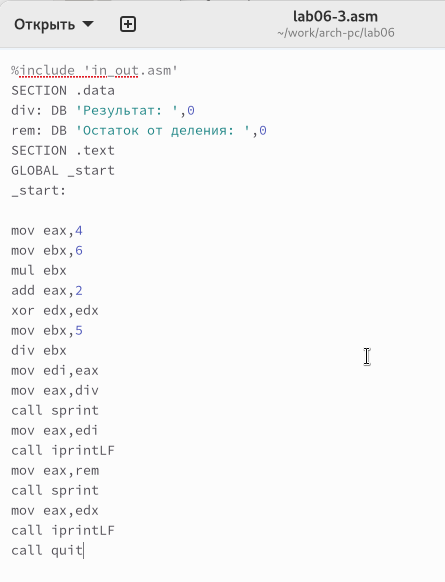 Открыть
lab06-3.asm
~/work/arch-pc/lab06
%include 'in_out.asm'
SECTION .data
div: DB 'Результат: ',0
rem: DB 'Остаток от деления: ',0
SECTION .text
GLOBAL _start
_start:
mov eax,4
mov ebx,6
mul ebx
add eax,2
xor edx,edx
mov ebx,5
div ebx
mov edi,eax
mov eax,div
call sprint
mov eax,edi
call iprintLF
mov eax,rem
call sprint
mov eax,edx
call iprintLF
call quit